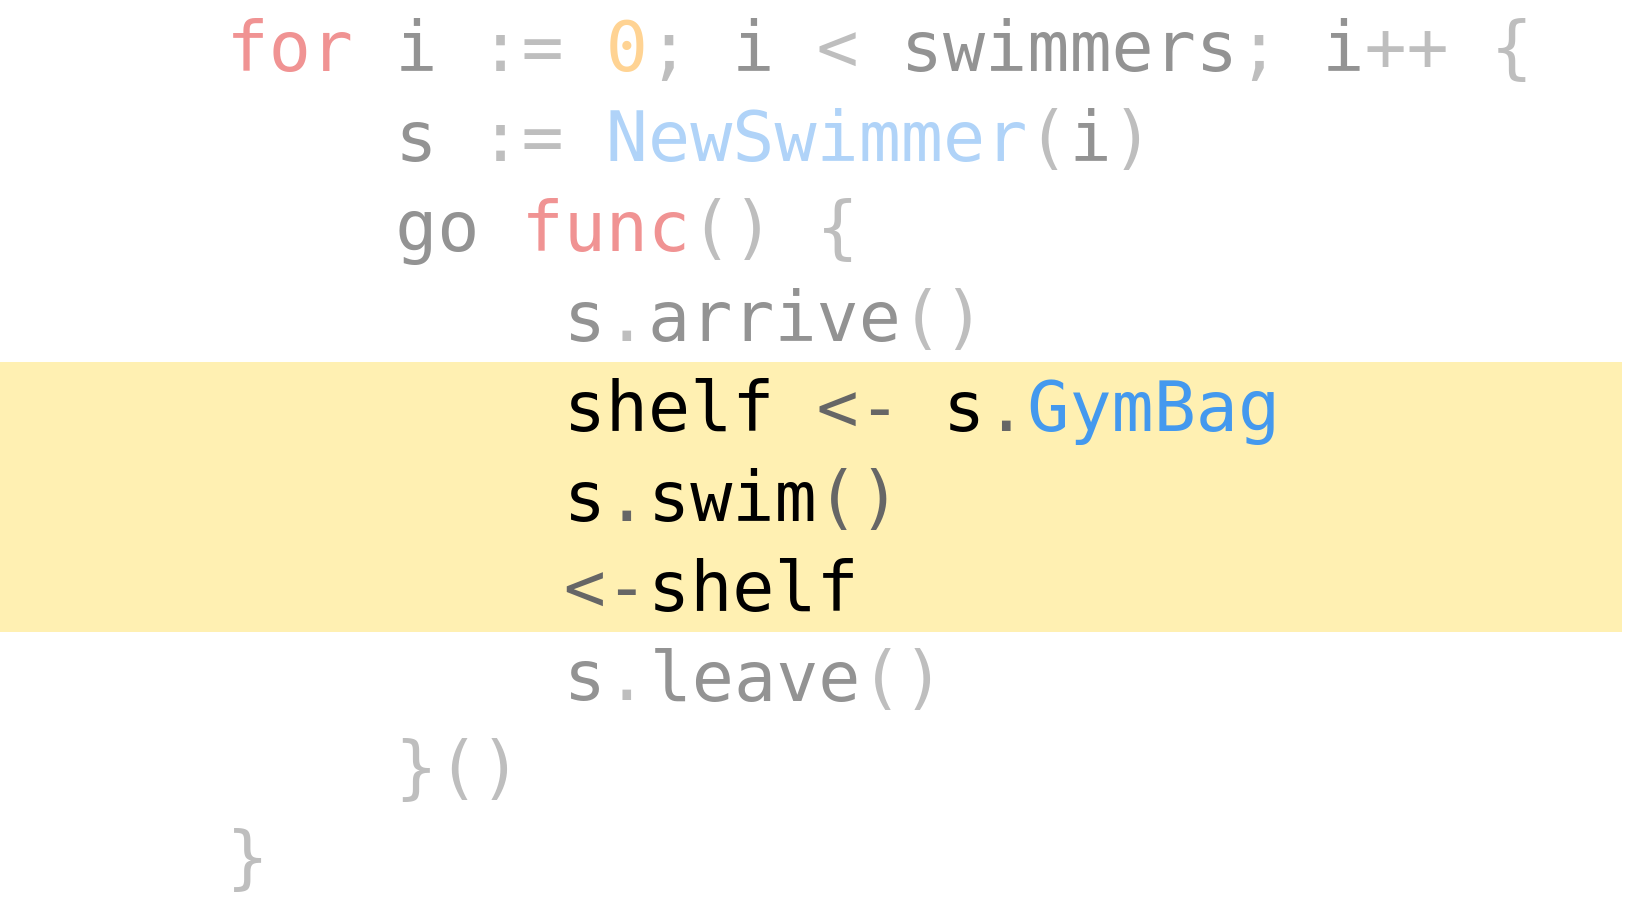 for i := 0; i < swimmers; i++ {
    s := NewSwimmer(i)
    go func() {
        s.arrive()
        shelf <- s.GymBag
        s.swim()
        <-shelf
        s.leave()
    }()
}